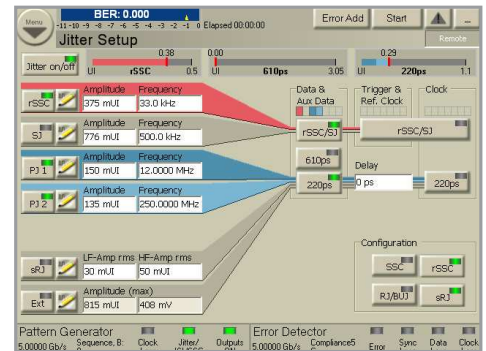 Menu
BER: 0.000
-11 -10 -9 -8 -7 -6 -5 -4 -3 -2 -1 0 Elapsed 00:00:00
Error Add
Start
Jitter Setup
Remote
Jitter on/off
0.38
UI rSSC 0.5
0.00
UI 610ps 3.05
0.29
UI 220ps 1.1
Amplitude Frequency
rSSC 375 mUI 33.0 kHz
Amplitude Frequency
SJ 776 mUI 500.0 kHz
Amplitude Frequency
PJ 1 150 mUI 12.0000 MHz
Amplitude Frequency
PJ 2 135 mUI 250.0000 MHz
LF-Amp rms HF-Amp rms
sRJ 30 mUI 50 mUI
Amplitude (max)
Ext 815 mUI 408 mV
Data & Aux Data
Trigger & Ref. Clock
Clock
rSSC/SJ
rSSC/SJ
610ps
220ps
Delay
0 ps
220ps
Configuration
SSC
rSSC
RJ/BUJ
sRJ
Pattern Generator
5.00000 Gb/s Sequence, B: Clock Jitter/ Outputs
Error Detector
5.00000 Gb/s Compliance5 Error Sync Data Clock